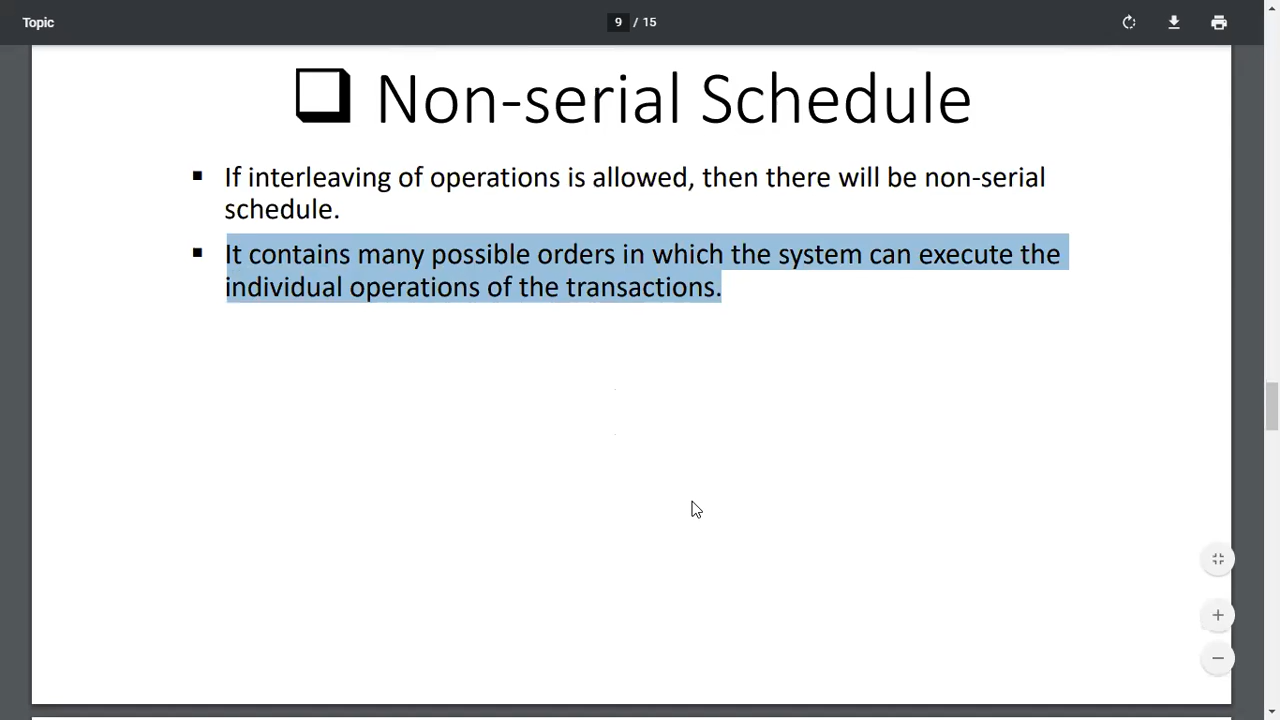 Topic
9 / 15
❑ Non-serial Schedule
▪ If interleaving of operations is allowed, then there will be non-serial
schedule.
▪ It contains many possible orders in which the system can execute the
individual operations of the transactions.